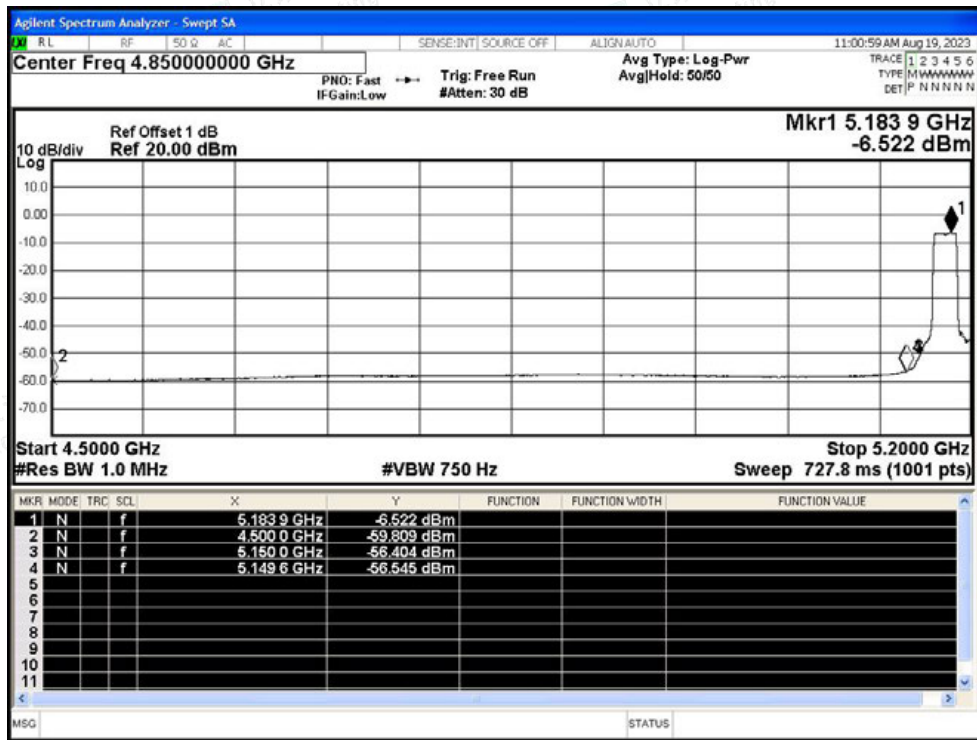 Agilent Spectrum Analyzer - Swept SA
LXI RL RF 50 Ω AC SENSE:INT SOURCE OFF ALIGNAUTO 11:00:59 AM Aug 19, 2023
Center Freq 4.850000000 GHz
PNO: Fast
IFGain:Low
Trig: Free Run
#Atten: 30 dB
Avg Type: Log-Pwr
Avg|Hold: 50/50
TRACE 1 2 3 4 5 6
TYPE MWWWWW
DET P N N N N N
Mkr1 5.183 9 GHz
-6.522 dBm
Ref Offset 1 dB
10 dB/div Ref 20.00 dBm
Log
10.0
0.00
-10.0
-20.0
-30.0
-40.0
-50.0
-60.0
-70.0
1
2
Start 4.5000 GHz Stop 5.2000 GHz
#Res BW 1.0 MHz #VBW 750 Hz Sweep 727.8 ms (1001 pts)
MKR MODE TRC SCL X Y FUNCTION FUNCTION WIDTH FUNCTION VALUE
1 N f 5.183 9 GHz -6.522 dBm
2 N f 4.500 0 GHz -59.809 dBm
3 N f 5.150 0 GHz -56.404 dBm
4 N f 5.149 6 GHz -56.545 dBm
5
6
7
8
9
10
11
MSG STATUS